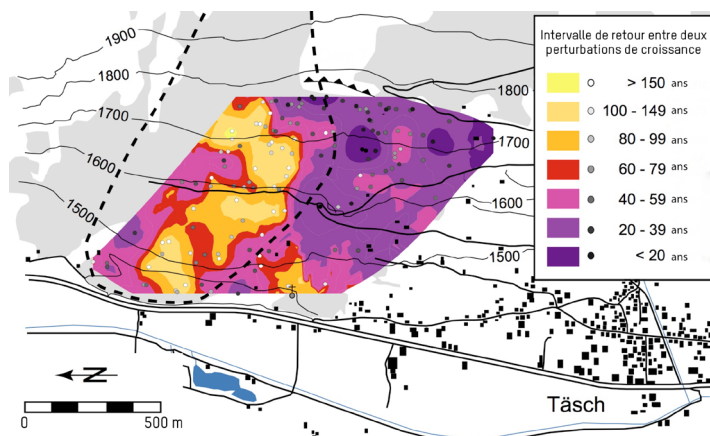 1900
1800
1700
1600
1500
1800
1700
1600
1500
Intervalle de retour entre deux
perturbations de croissance
> 150 ans
100 - 149 ans
80 - 99 ans
60 - 79 ans
40 - 59 ans
20 - 39 ans
< 20 ans
N
0 500 m
Täsch